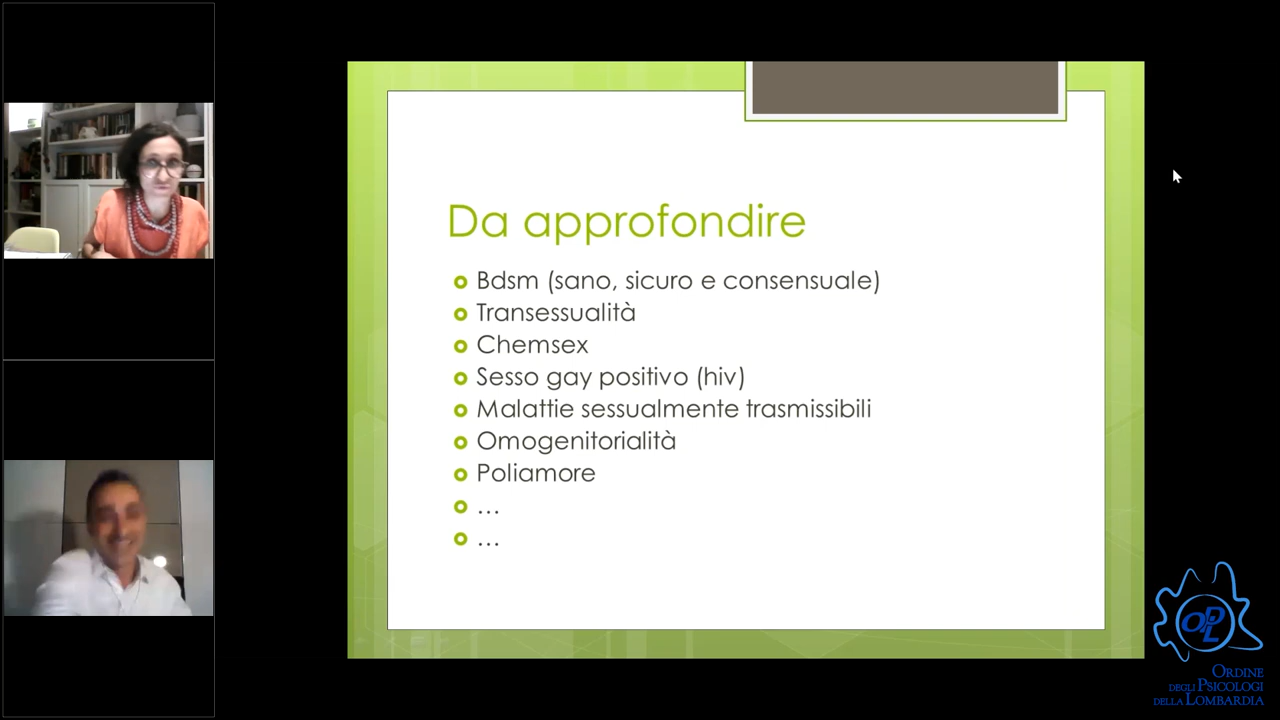 Da approfondire
Bdsm (sano, sicuro e consensuale)
Transessualità
Chemsex
Sesso gay positivo (hiv)
Malattie sessualmente trasmissibili
Omogenitorialità
Poliamore
...
...
OPL
ORDINE
DEGLI PSICOLOGI
DELLA LOMBARDIA